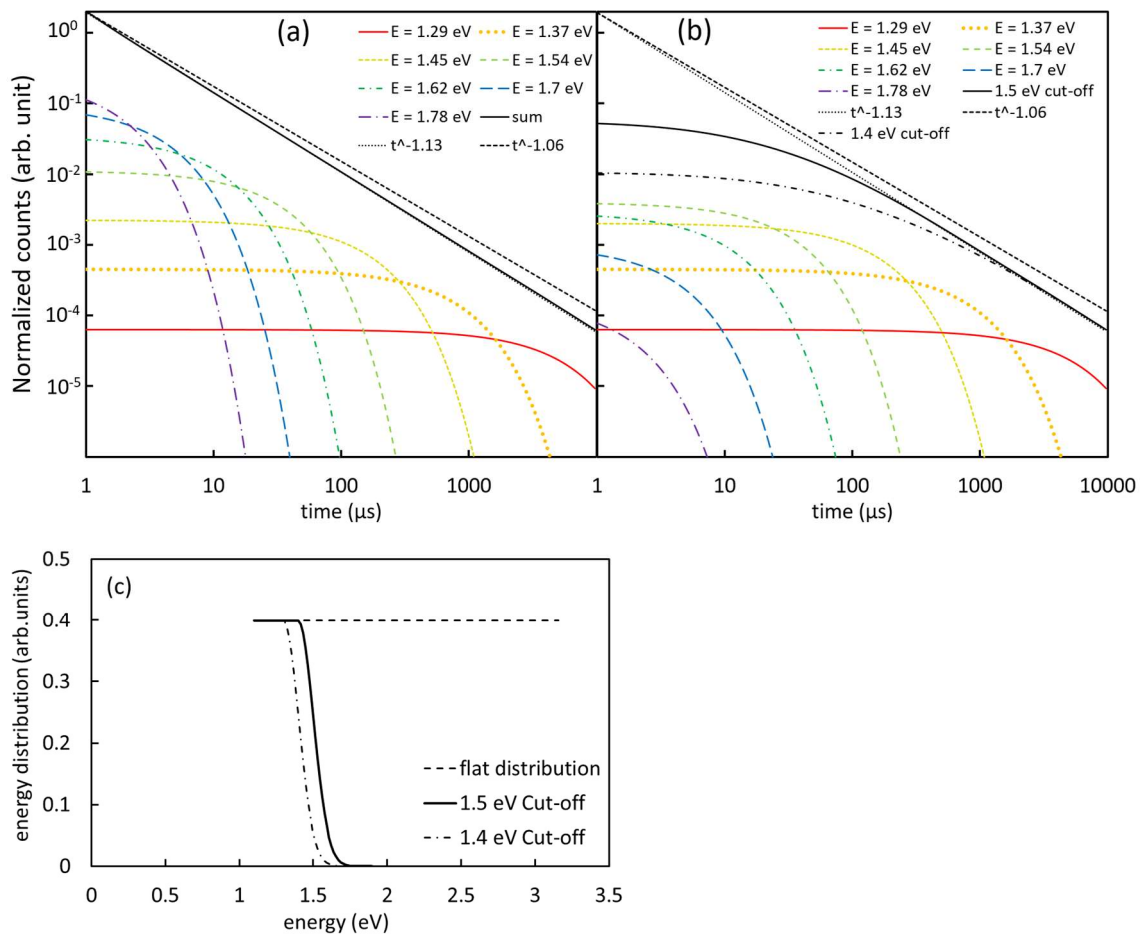 (a)
E = 1.29 eV E = 1.37 eV
E = 1.45 eV E = 1.54 eV
E = 1.62 eV E = 1.7 eV
E = 1.78 eV sum
t^-1.13 t^-1.06
(b)
E = 1.29 eV E = 1.37 eV
E = 1.45 eV E = 1.54 eV
E = 1.62 eV E = 1.7 eV
E = 1.78 eV 1.5 eV cut-off
t^-1.13 t^-1.06
1.4 eV cut-off
Normalized counts (arb. unit)
10^0
10^-1
10^-2
10^-3
10^-4
10^-5
1 10 100 1000 1 10 100 1000 10000
time (µs) time (µs)
(c)
energy distribution (arb.units)
0.5
0.4
0.3
0.2
0.1
0
flat distribution
1.5 eV Cut-off
1.4 eV Cut-off
0 0.5 1 1.5 2 2.5 3 3.5
energy (eV)